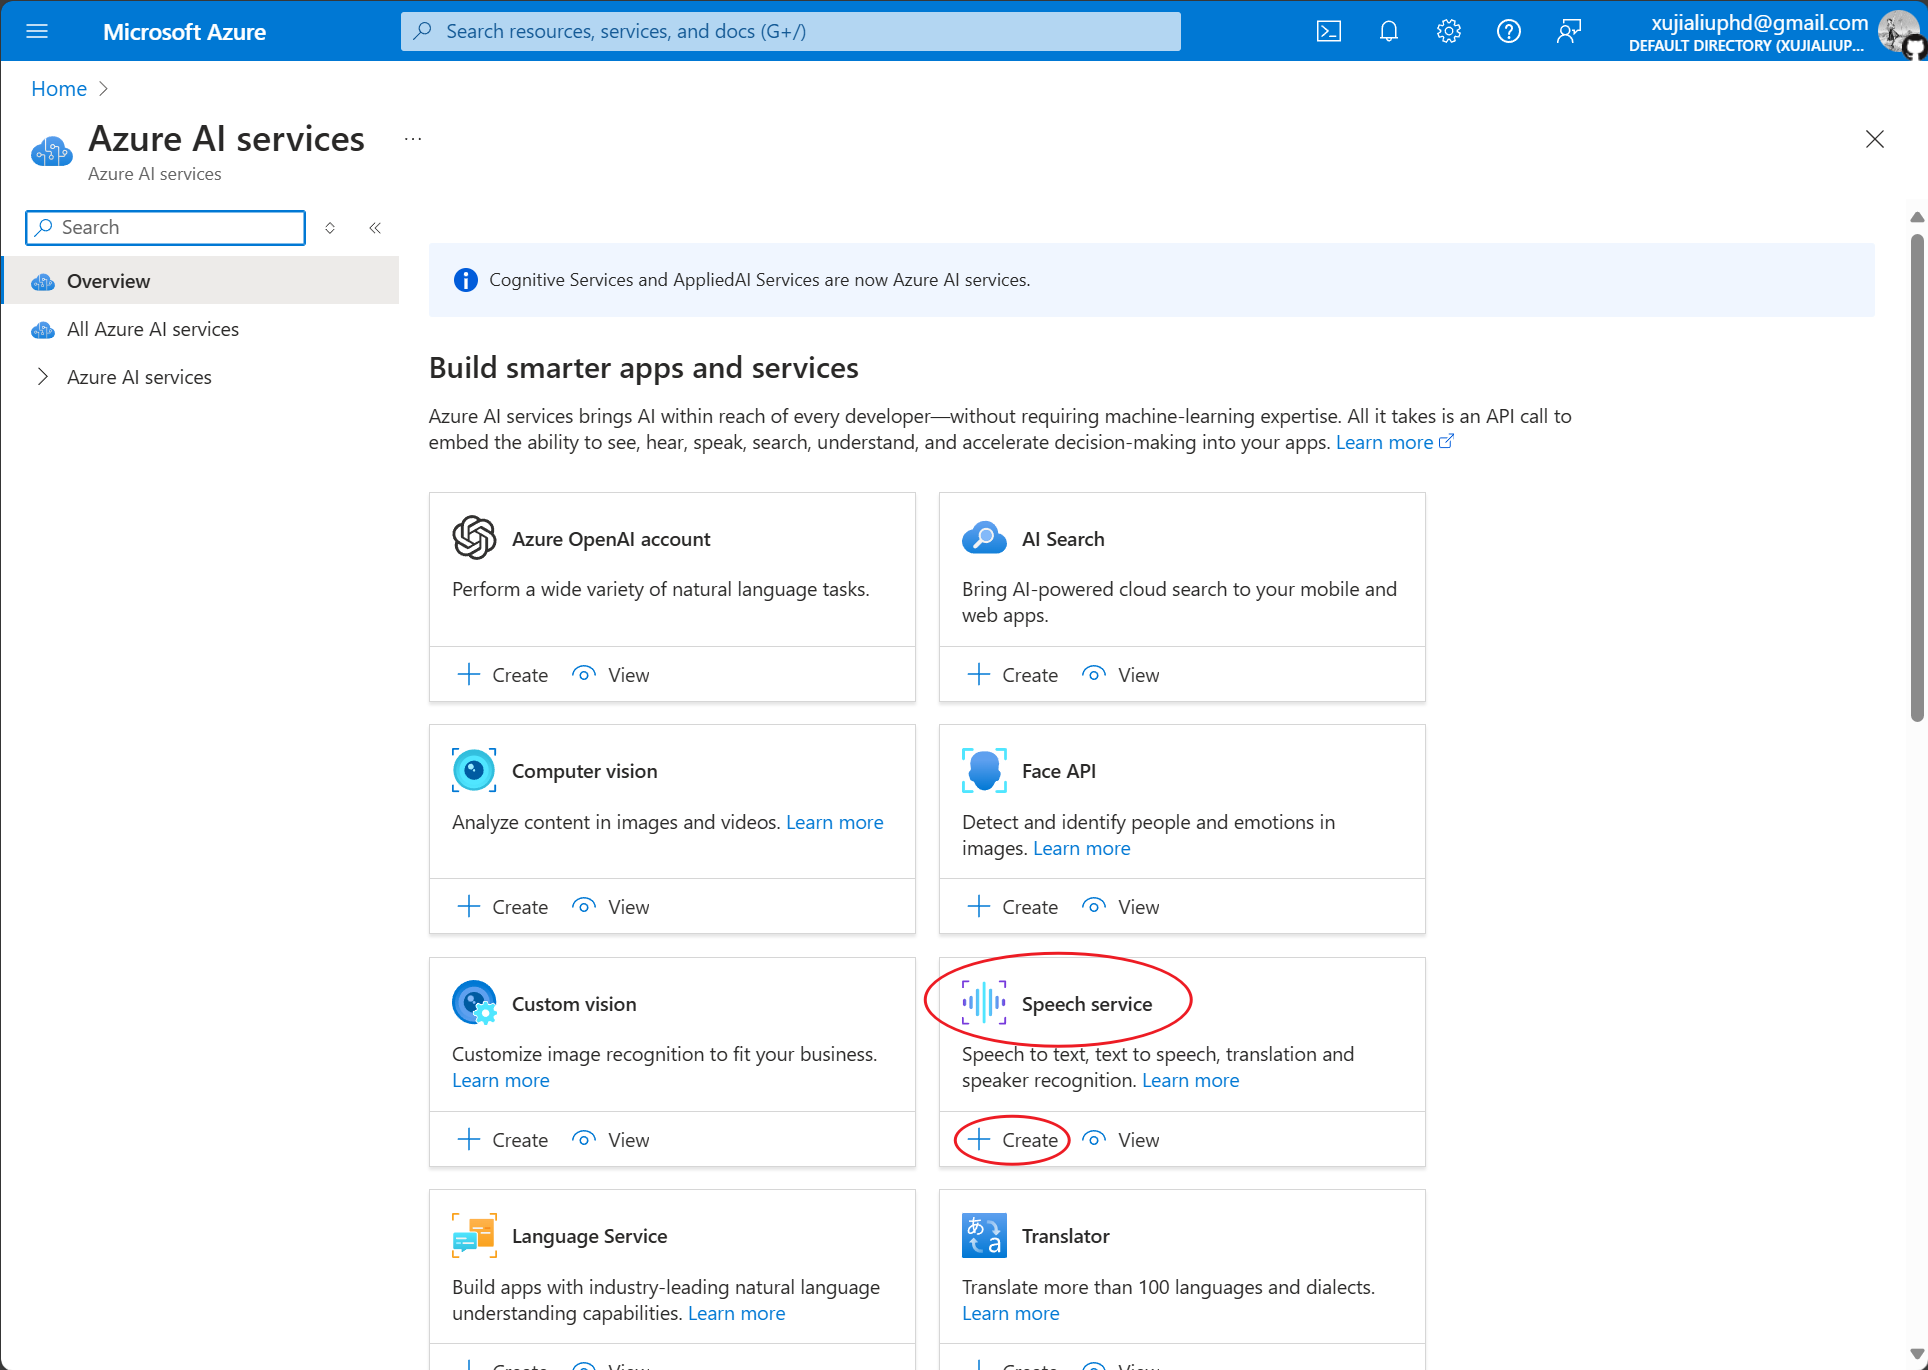 Microsoft Azure
Search resources, services, and docs (G+/)
xujialiuphd@gmail.com
DEFAULT DIRECTORY (XUJIALIUP...
Home
Azure AI services
...
Azure AI services
Search
Overview
All Azure AI services
Azure AI services
Cognitive Services and AppliedAI Services are now Azure AI services.
Build smarter apps and services
Azure AI services brings AI within reach of every developer—without requiring machine-learning expertise. All it takes is an API call to
embed the ability to see, hear, speak, search, understand, and accelerate decision-making into your apps. Learn more
Azure OpenAI account
Perform a wide variety of natural language tasks.
Create View
AI Search
Bring AI-powered cloud search to your mobile and
web apps.
Create View
Computer vision
Analyze content in images and videos. Learn more
Create View
Face API
Detect and identify people and emotions in
images. Learn more
Create View
Custom vision
Customize image recognition to fit your business.
Learn more
Create View
Speech service
Speech to text, text to speech, translation and
speaker recognition. Learn more
Create View
Language Service
Build apps with industry-leading natural language
understanding capabilities. Learn more
Create View
あ
a
Translator
Translate more than 100 languages and dialects.
Learn more
Create View